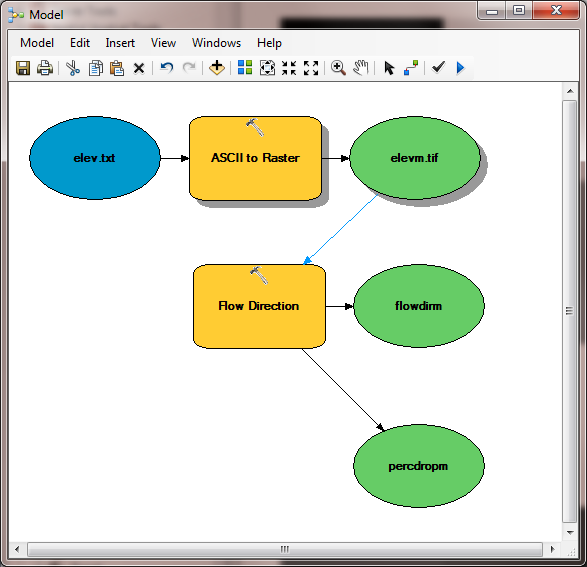 Model
Model Edit Insert View Windows Help
elev.txt
ASCII to Raster
elevm.tif
Flow Direction
flowdirm
percdropm